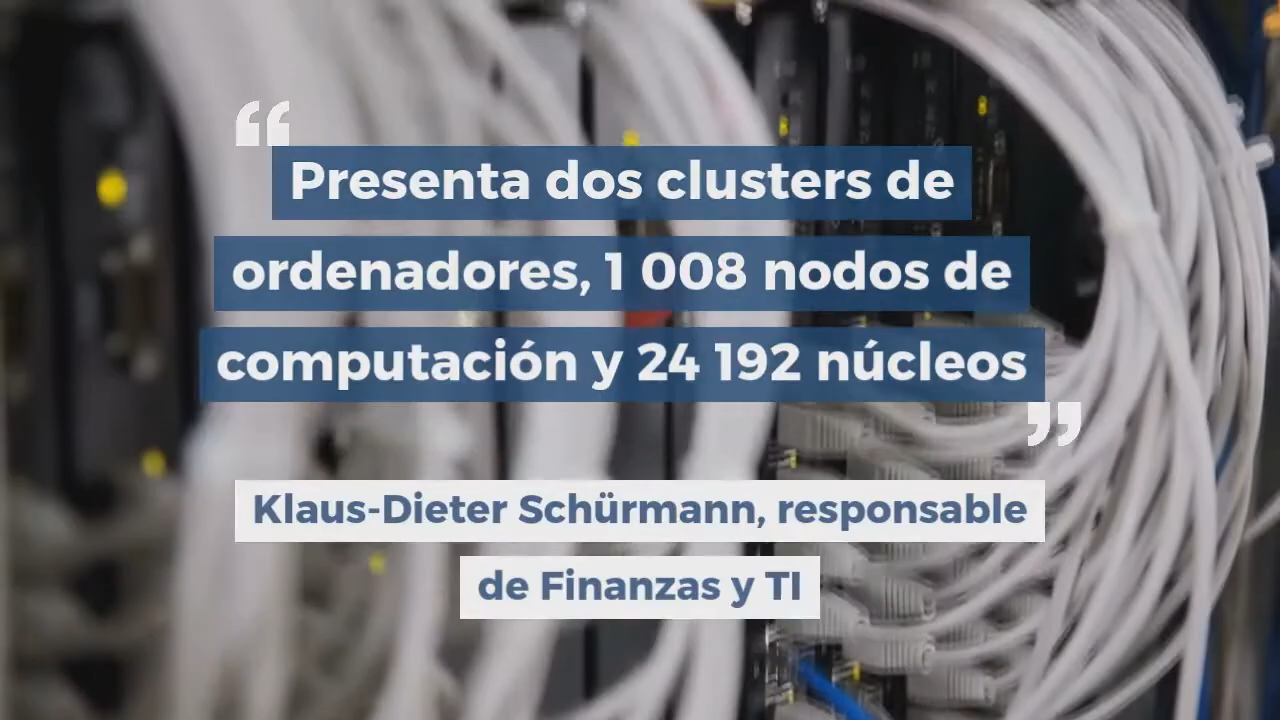 “Presenta dos clusters de
ordenadores, 1 008 nodos de
computación y 24 192 núcleos”
Klaus-Dieter Schürmann, responsable
de Finanzas y TI